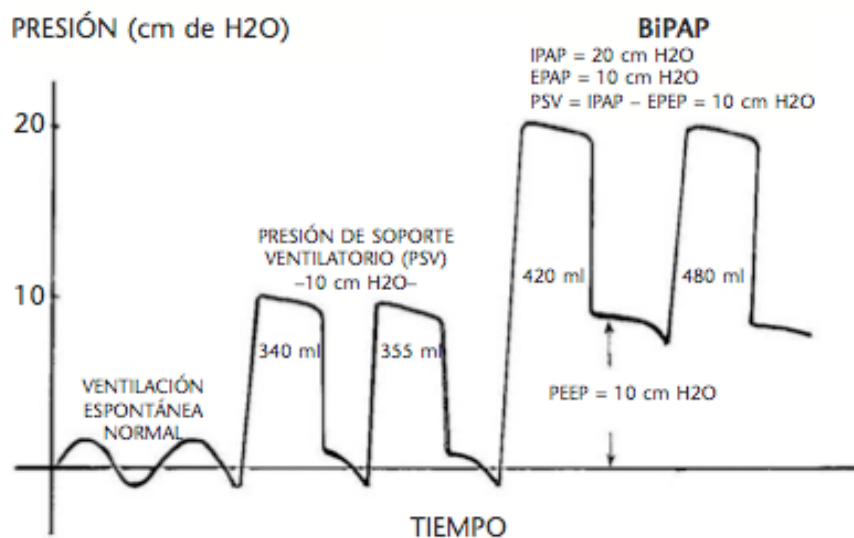 PRESIÓN (cm de H2O)
BiPAP
IPAP = 20 cm H2O
EPAP = 10 cm H2O
PSV = IPAP – EPEP = 10 cm H2O
20
PRESIÓN DE SOPORTE
VENTILATORIO (PSV)
–10 cm H2O–
420 ml
480 ml
10
340 ml
355 ml
VENTILACIÓN
ESPONTÁNEA
NORMAL
PEEP = 10 cm H2O
TIEMPO